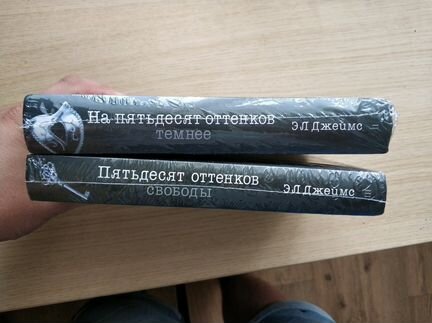 На пятьдесят оттенков
темнее
Э Л Джеймс
Пятьдесят оттенков
свободы
Э Л Джеймс